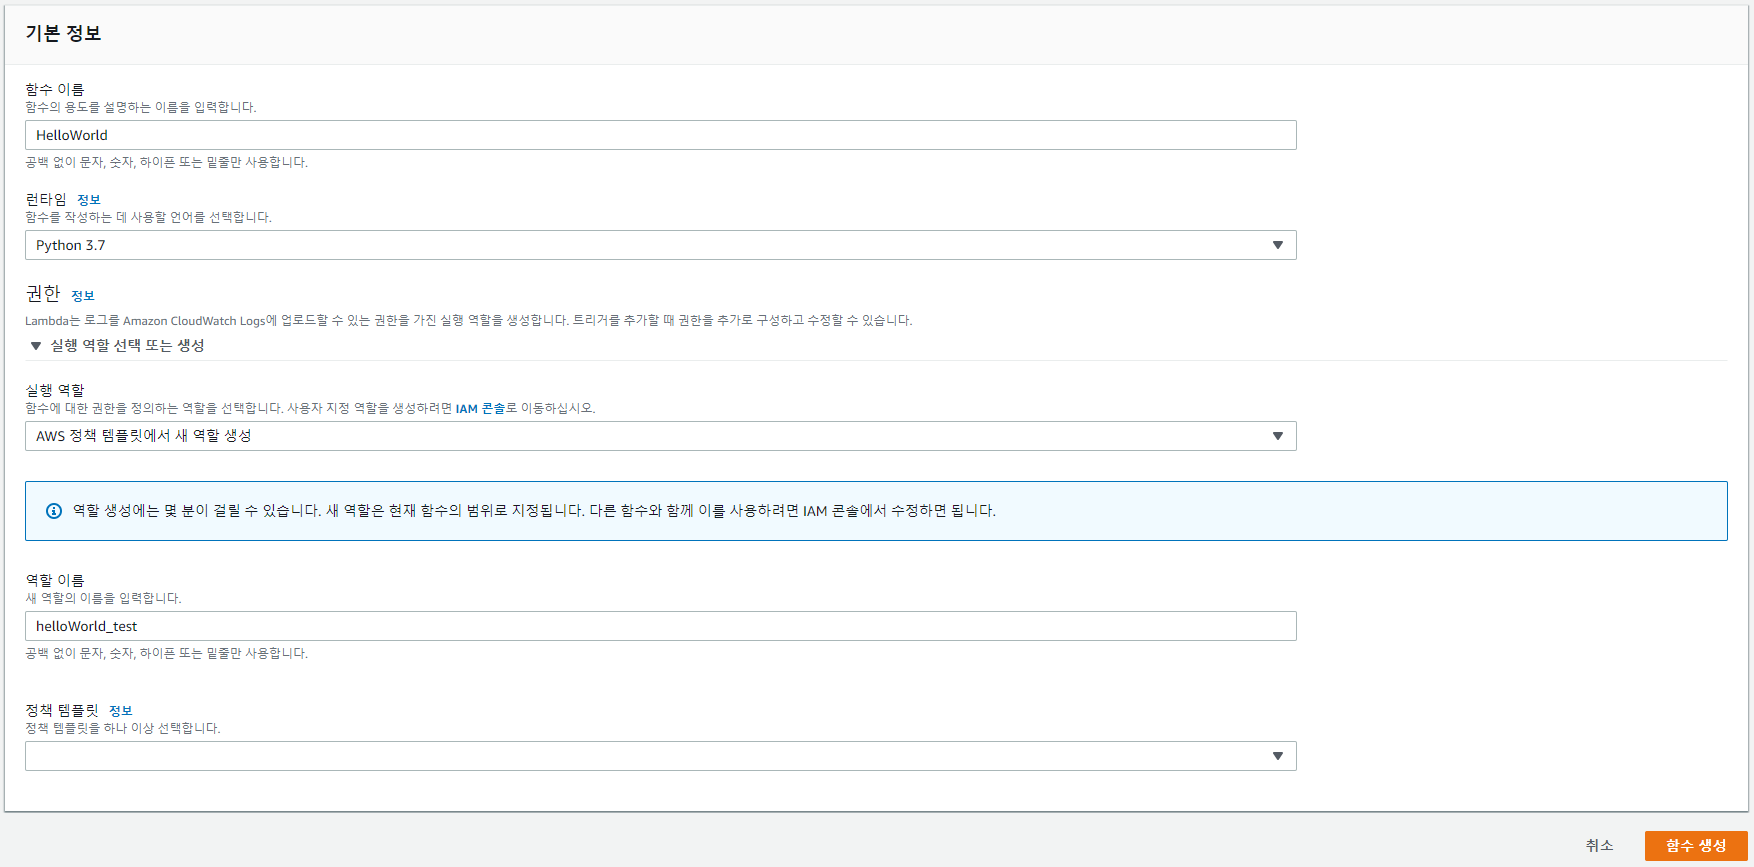 기본 정보
함수 이름
함수의 용도를 설명하는 이름을 입력합니다.
HelloWorld
공백 없이 문자, 숫자, 하이픈 또는 밑줄만 사용합니다.
런타임 정보
함수를 작성하는 데 사용할 언어를 선택합니다.
Python 3.7
권한 정보
Lambda는 로그를 Amazon CloudWatch Logs에 업로드할 수 있는 권한을 가진 실행 역할을 생성합니다. 트리거를 추가할 때 권한을 추가로 구성하고 수정할 수 있습니다.
실행 역할 선택 또는 생성
실행 역할
함수에 대한 권한을 정의하는 역할을 선택합니다. 사용자 지정 역할을 생성하려면 IAM 콘솔로 이동하십시오.
AWS 정책 템플릿에서 새 역할 생성
역할 생성에는 몇 분이 걸릴 수 있습니다. 새 역할은 현재 함수의 범위로 지정됩니다. 다른 함수와 함께 이를 사용하려면 IAM 콘솔에서 수정하면 됩니다.
역할 이름
새 역할의 이름을 입력합니다.
helloWorld_test
공백 없이 문자, 숫자, 하이픈 또는 밑줄만 사용합니다.
정책 템플릿 정보
정책 템플릿을 하나 이상 선택합니다.
취소 함수 생성